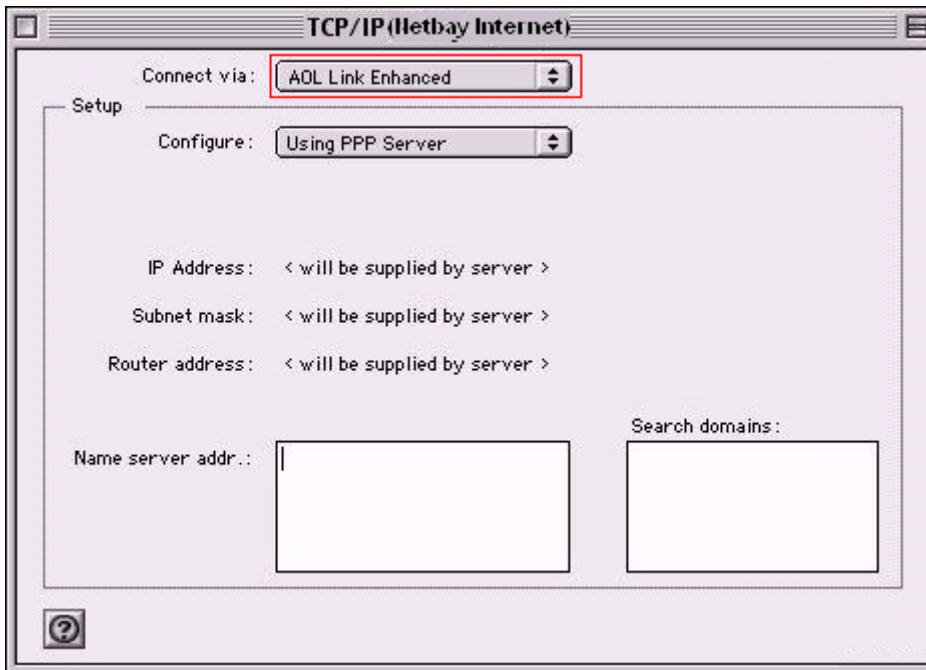 TCP/IP(Netbay Internet)
Connect via: AOL Link Enhanced
Setup
Configure: Using PPP Server
IP Address: < will be supplied by server >
Subnet mask: < will be supplied by server >
Router address: < will be supplied by server >
Search domains:
Name server addr.:
?